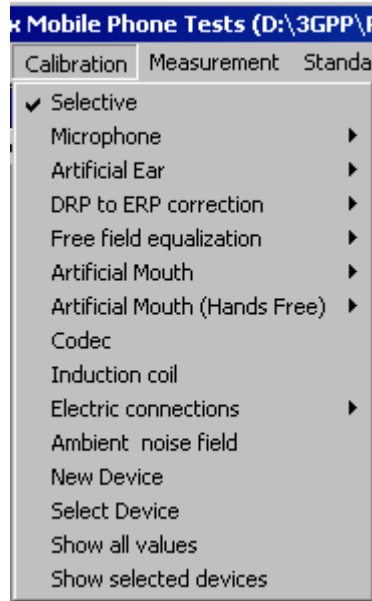 x Mobile Phone Tests (D:\3GPP\
Calibration Measurement Standa
Selective
Microphone
Artificial Ear
DRP to ERP correction
Free field equalization
Artificial Mouth
Artificial Mouth (Hands Free)
Codec
Induction coil
Electric connections
Ambient noise field
New Device
Select Device
Show all values
Show selected devices